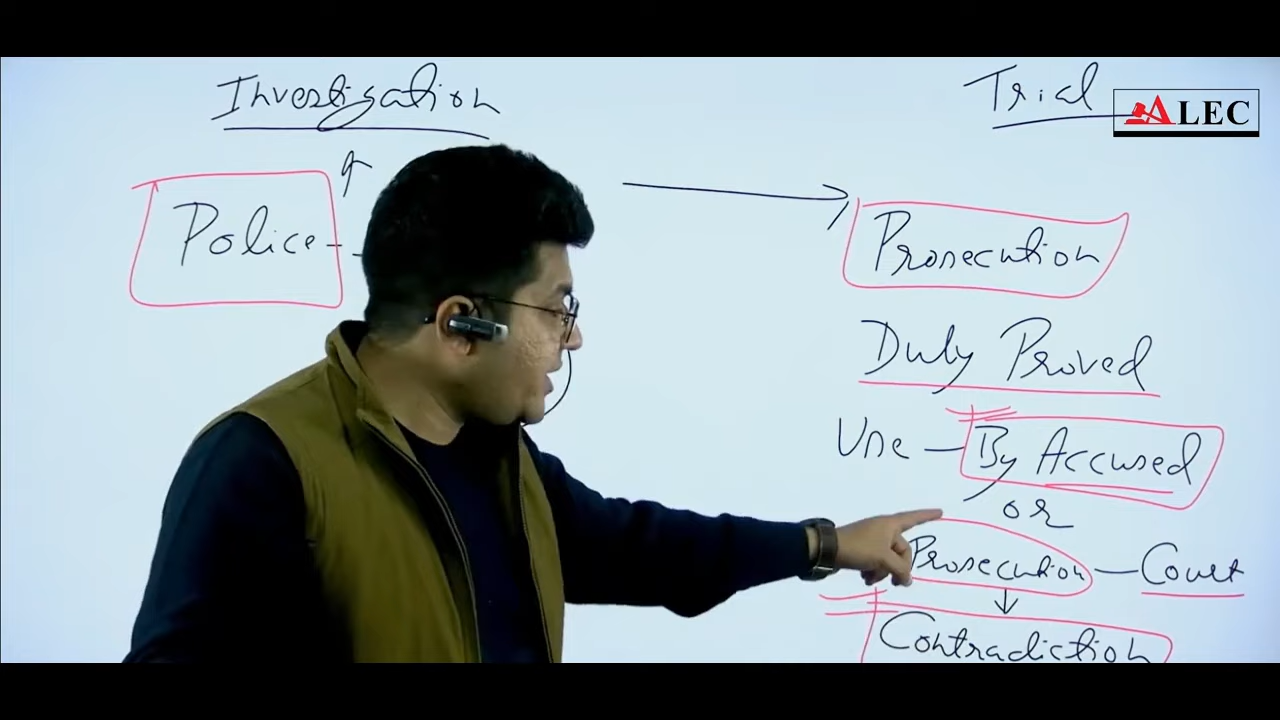 Investigation
Trial
ALEC
Police
Prosecution
Duly Proved
Use - By Accused
or
Prosecution - Court
Contradiction